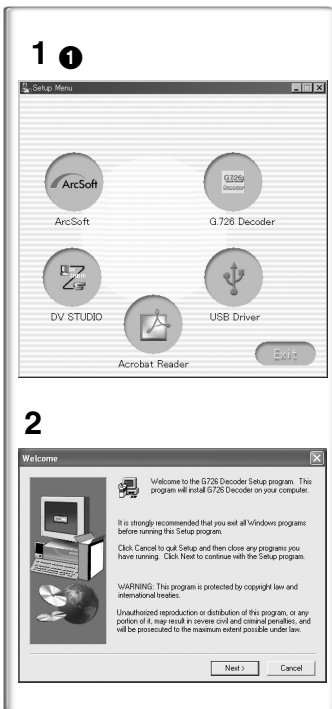 1 ❶
Setup Menu
ArcSoft
G.726
Decoder
ArcSoft
G.726 Decoder
DV STUDIO
USB Driver
Acrobat Reader
Exit
2
Welcome
Welcome to the G726 Decoder Setup program. This
program will install G726 Decoder on your computer.
It is strongly recommended that you exit all Windows programs
before running this Setup program.
Click Cancel to quit Setup and then close any programs you
have running. Click Next to continue with the Setup program.
WARNING: This program is protected by copyright law and
international treaties.
Unauthorized reproduction or distribution of this program, or any
portion of it, may result in severe civil and criminal penalties, and
will be prosecuted to the maximum extent possible under law.
Next >
Cancel